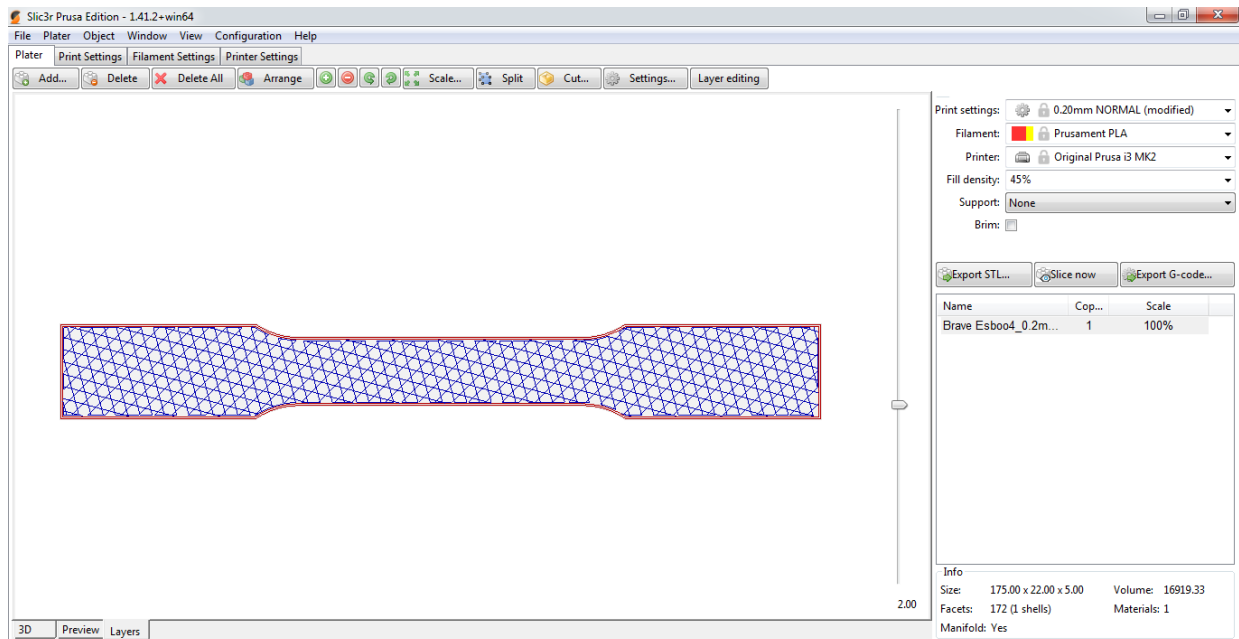 Slic3r Prusa Edition - 1.41.2+win64
File Plater Object Window View Configuration Help
Plater Print Settings Filament Settings Printer Settings
Add... Delete Delete All Arrange Scale... Split Cut... Settings... Layer editing
Print settings: 0.20mm NORMAL (modified)
Filament: Prusament PLA
Printer: Original Prusa i3 MK2
Fill density: 45%
Support: None
Brim:
Export STL... Slice now Export G-code...
Name Cop... Scale
Brave Esboo4_0.2m... 1 100%
2.00
Info
Size: 175.00 x 22.00 x 5.00 Volume: 16919.33
Facets: 172 (1 shells) Materials: 1
Manifold: Yes
3D Preview Layers